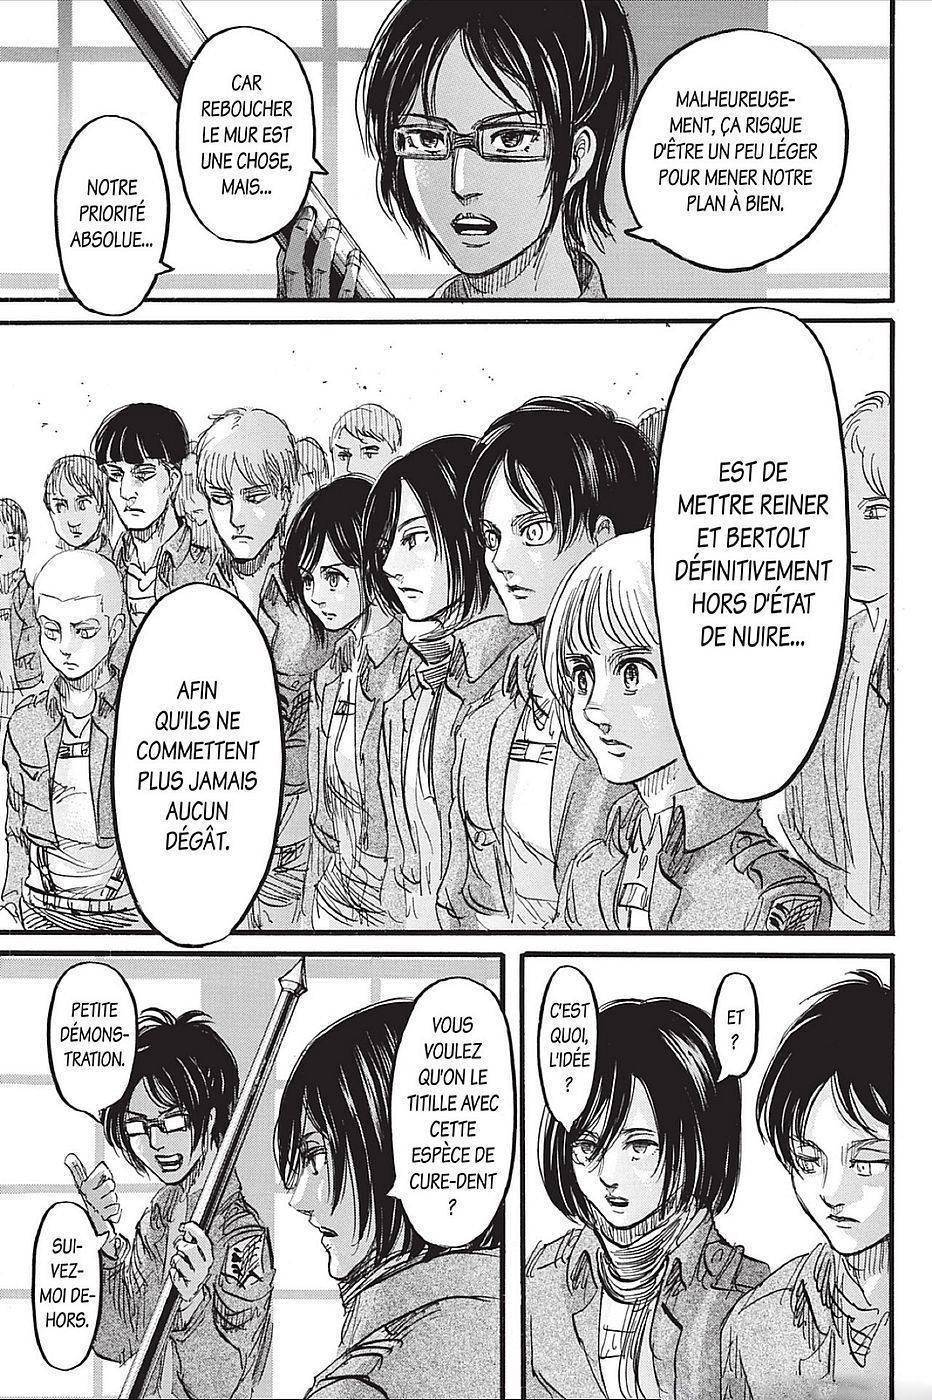 MALHEUREUSE-
MENT, ÇA RISQUE
D'ÊTRE UN PEU LÉGER
POUR MENER NOTRE
PLAN À BIEN.
CAR
REBOUCHER
LE MUR EST
UNE CHOSE,
MAIS...
NOTRE
PRIORITÉ
ABSOLUE...
EST DE
METTRE REINER
ET BERTOLT
DÉFINITIVEMENT
HORS D'ÉTAT
DE NUIRE...
AFIN
QU'ILS NE
COMMETTENT
PLUS JAMAIS
AUCUN
DÉGÂT.
ET
?
C'EST
QUOI,
L'IDÉE
?
VOUS
VOULEZ
QU'ON LE
TITILLE AVEC
CETTE
ESPÈCE DE
CURE-DENT
?
PETITE
DÉMONS-
TRATION.
SUI-
VEZ-
MOI DE-
HORS.